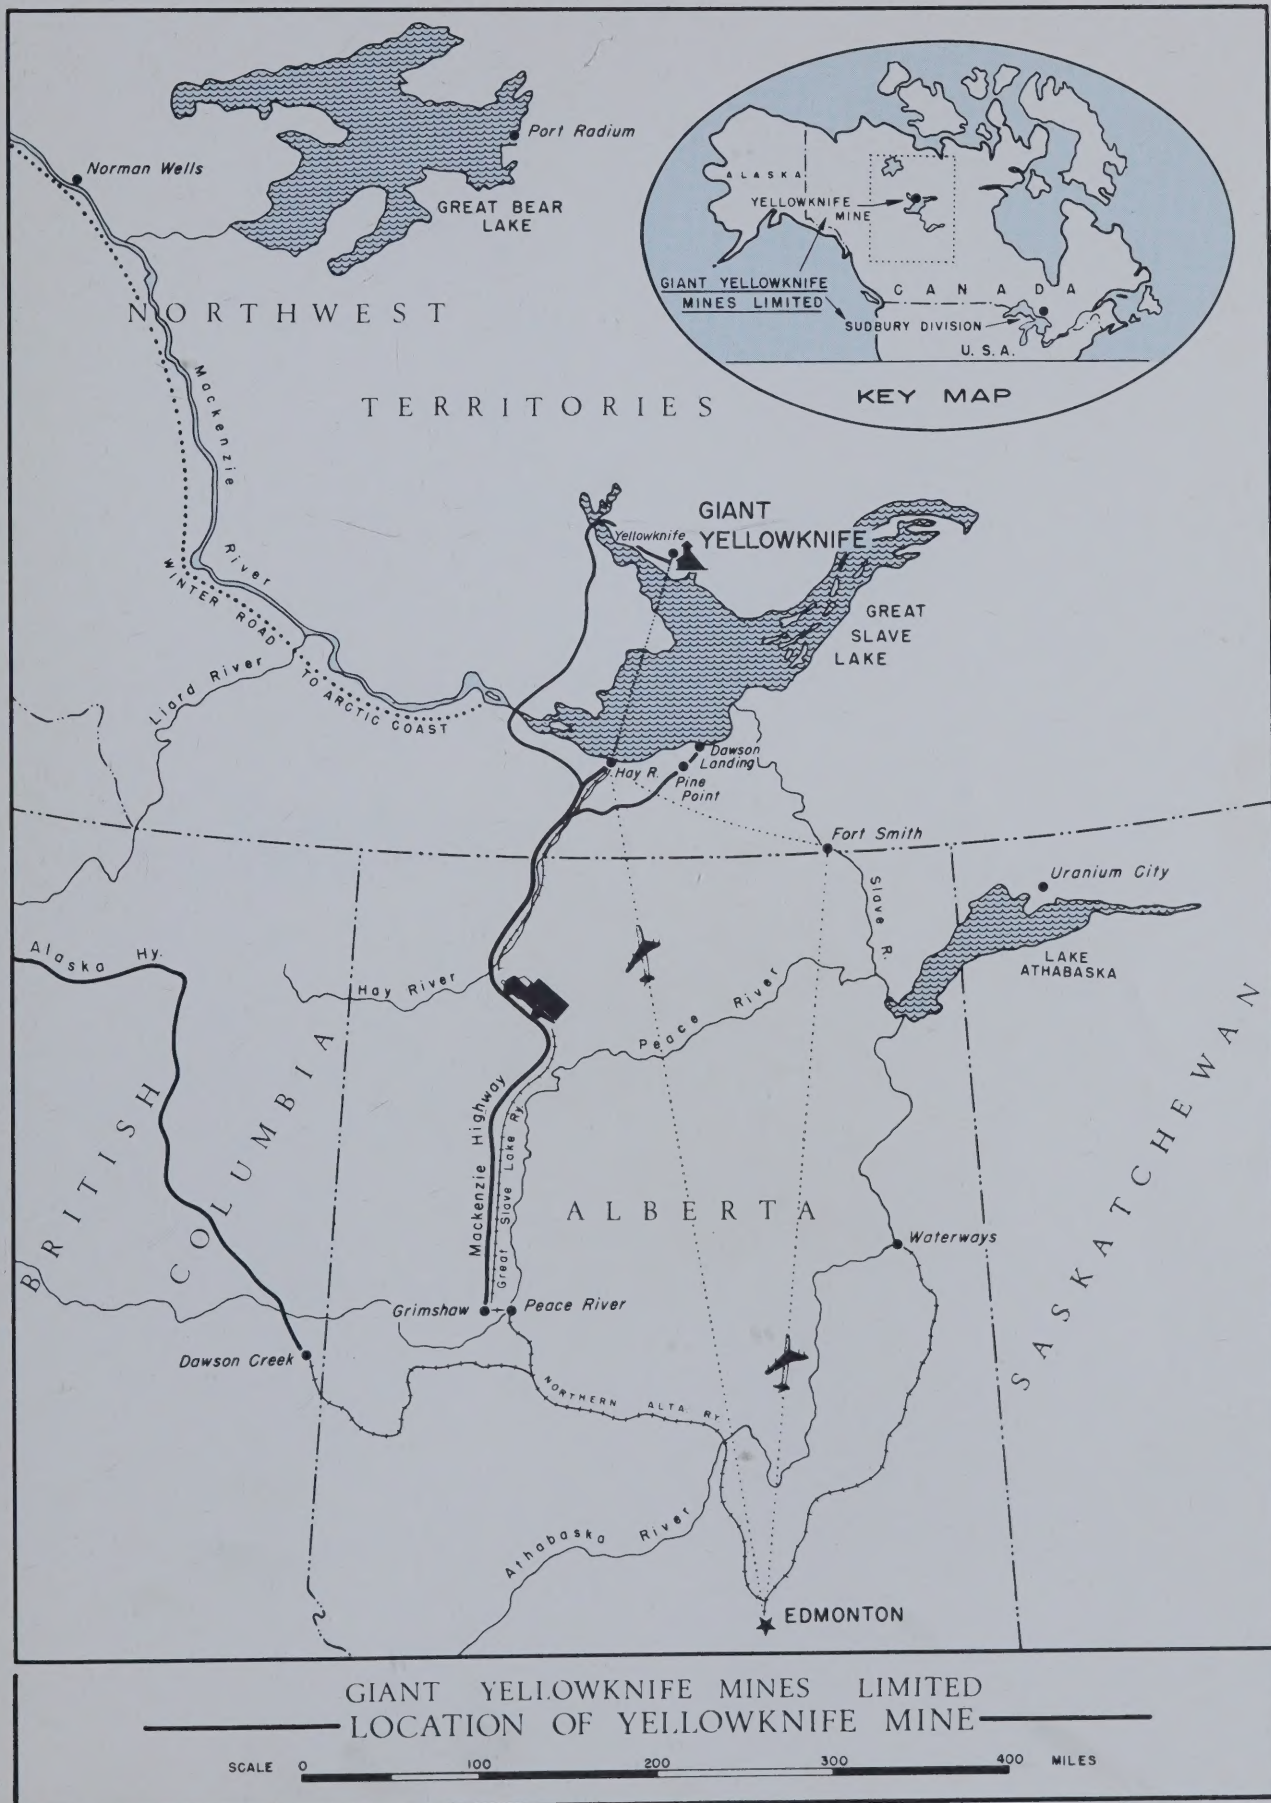 Port Radium
Norman Wells
GREAT BEAR
LAKE
NORTHWEST
TERRITORIES
ALASKA
YELLOWKNIFE
MINE
GIANT YELLOWKNIFE
MINES LIMITED
CANADA
SUDBURY DIVISION
U.S.A.
KEY MAP
Mackenzie River
WINTER ROAD TO ARCTIC COAST
Liard River
GIANT
YELLOWKNIFE
Yellowknife
GREAT
SLAVE
LAKE
Dawson
Landing
Hay R.
Pine
Point
Fort Smith
Slave R.
Uranium City
LAKE
ATHABASKA
Alaska Hy.
Hay River
Peace River
BRITISH
COLUMBIA
Mackenzie Highway
Great Slave Lake Ry.
ALBERTA
SASKATCHEWAN
Waterways
Grimshaw
Peace River
Dawson Creek
NORTHERN ALTA. RY.
Athabaska River
EDMONTON
GIANT YELLOWKNIFE MINES LIMITED
LOCATION OF YELLOWKNIFE MINE
SCALE 0 100 200 300 400 MILES